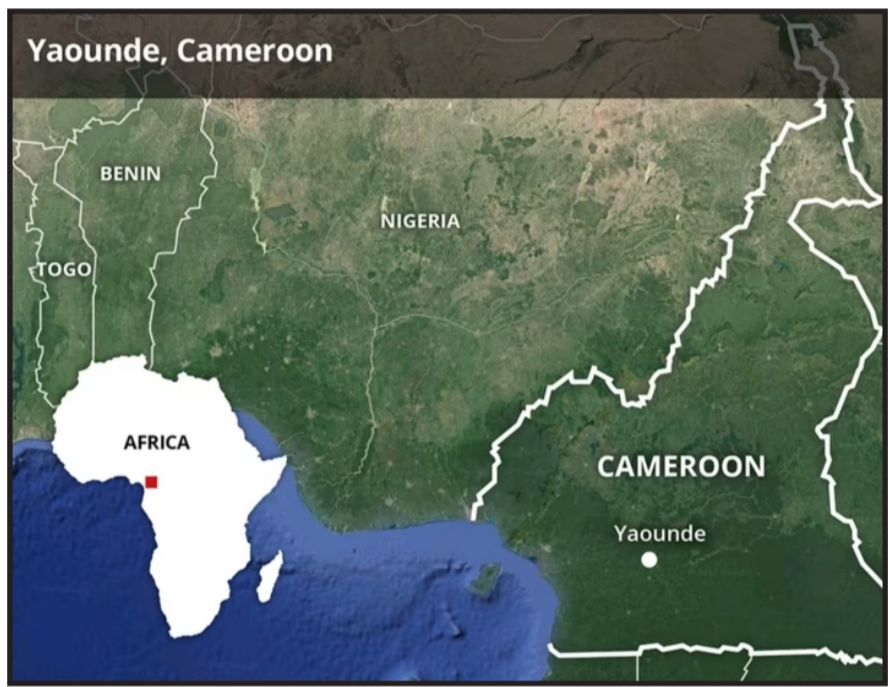 Yaounde, Cameroon
BENIN
NIGERIA
TOGO
AFRICA
CAMEROON
Yaounde